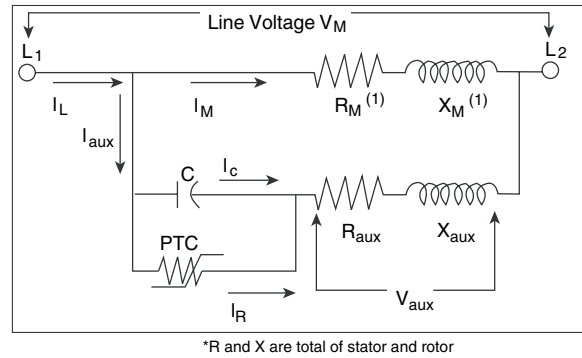 Line Voltage V_M
L_1
L_2
I_L
I_M
R_M^(1)
X_M^(1)
I_aux
C
I_c
R_aux
X_aux
PTC
V_aux
I_R
*R and X are total of stator and rotor